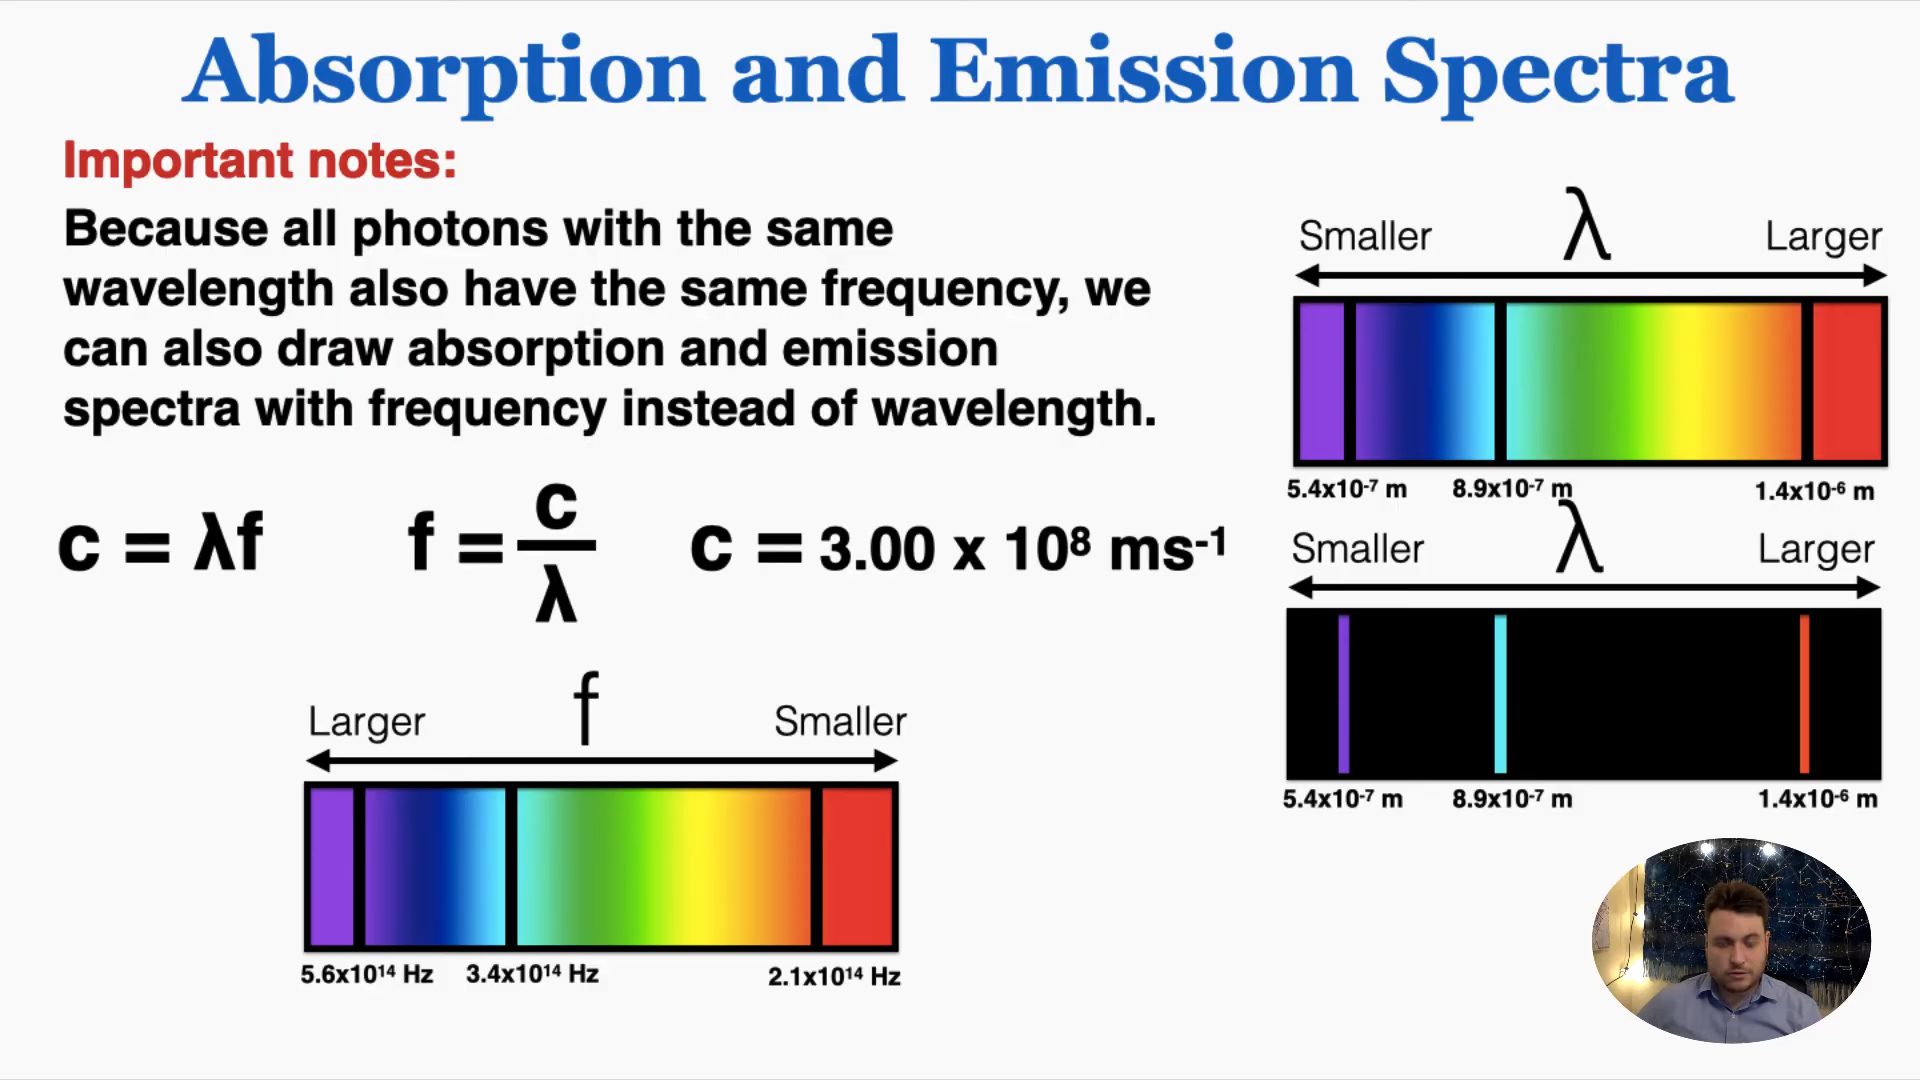 Absorption and Emission Spectra
Important notes:
Because all photons with the same
wavelength also have the same frequency, we
can also draw absorption and emission
spectra with frequency instead of wavelength.
c = λf
f = c/λ
c = 3.00 x 10⁸ ms⁻¹
Larger f Smaller
5.6x10¹⁴ Hz 3.4x10¹⁴ Hz 2.1x10¹⁴ Hz
Smaller λ Larger
5.4x10⁻⁷ m 8.9x10⁻⁷ m 1.4x10⁻⁶ m
Smaller λ Larger
5.4x10⁻⁷ m 8.9x10⁻⁷ m 1.4x10⁻⁶ m